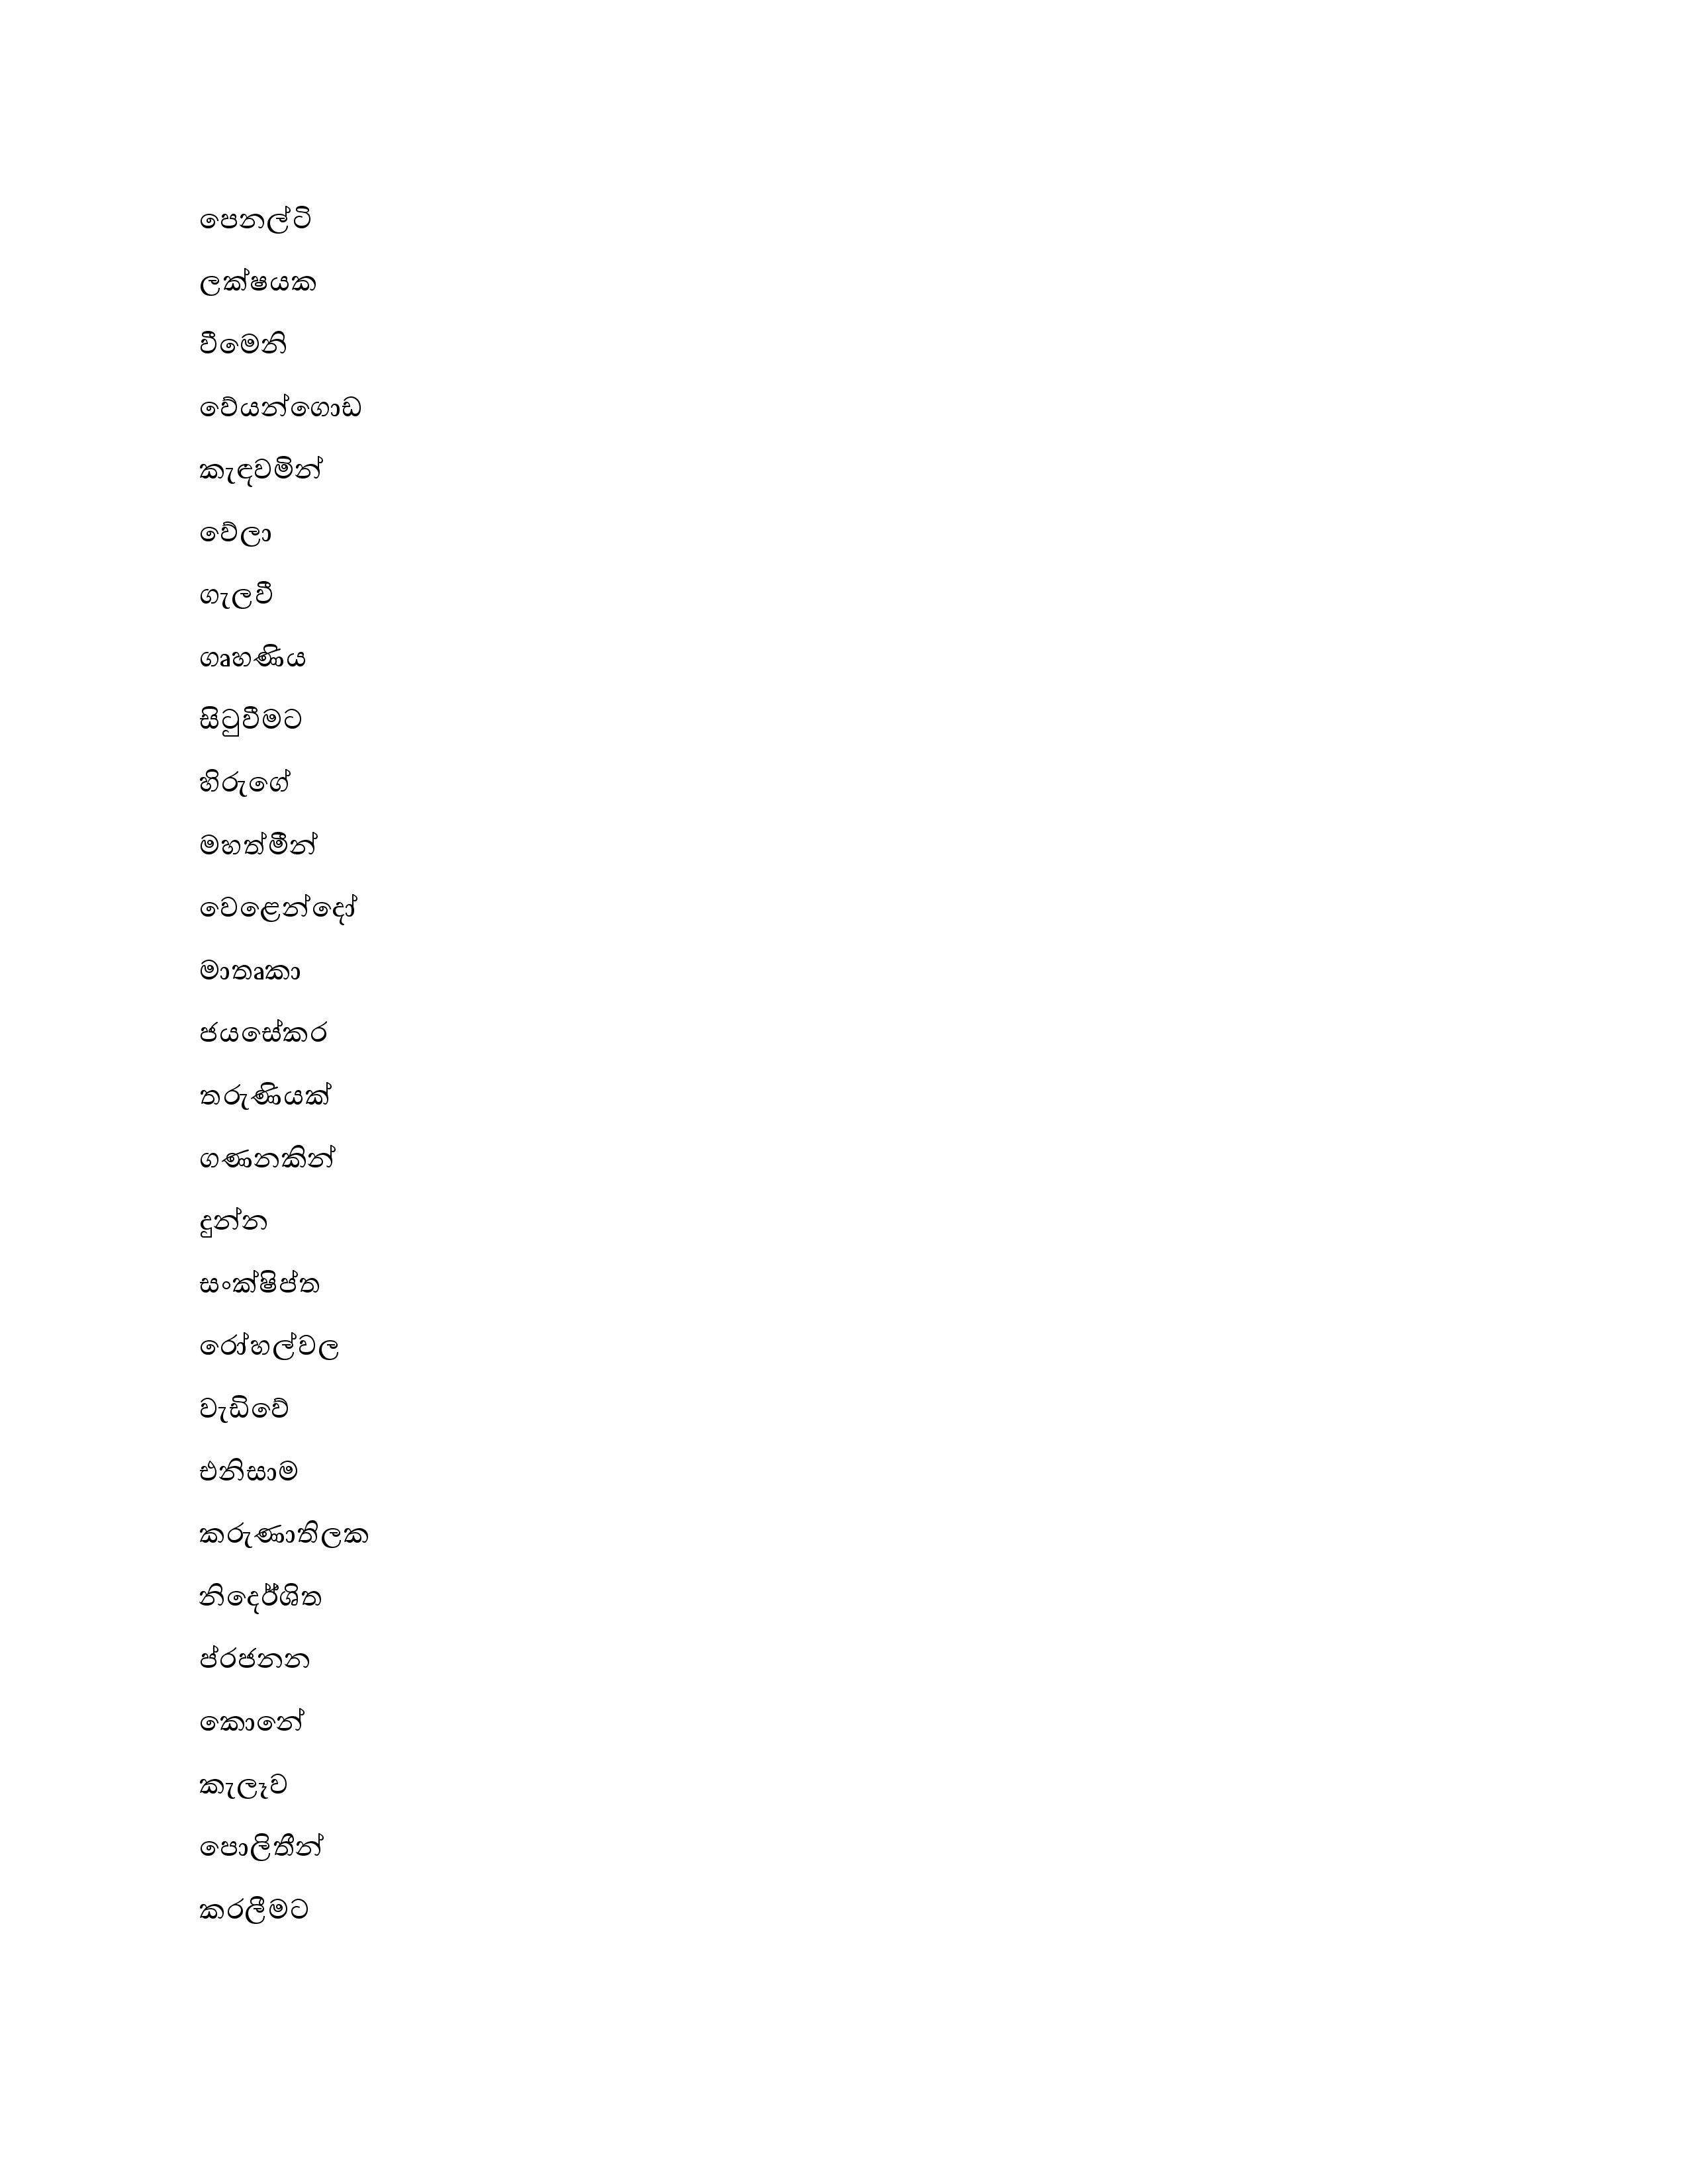 පෙනල්ටි
ලක්ෂයක
වීමෙනි
වේයන්ගොඩ
කැඳවමින්
වේලා
ගැලවී
ගෘහණිය
සිටුවීමට
හිරුගේ
මහත්මීන්
වෙළෙන්දෝ
මාතෘකා
ජයසේකර
තරුණියක්
ගණනකින්
දුන්න
සංක්ෂිප්ත
රෝහල්වල
වැඩිවේ
එනිසාම
කරුණාතිලක
නිදෙර්ශිත
ප්රජනන
කොනේ
කැලෑව
පොලිතීන්
කරලීමට